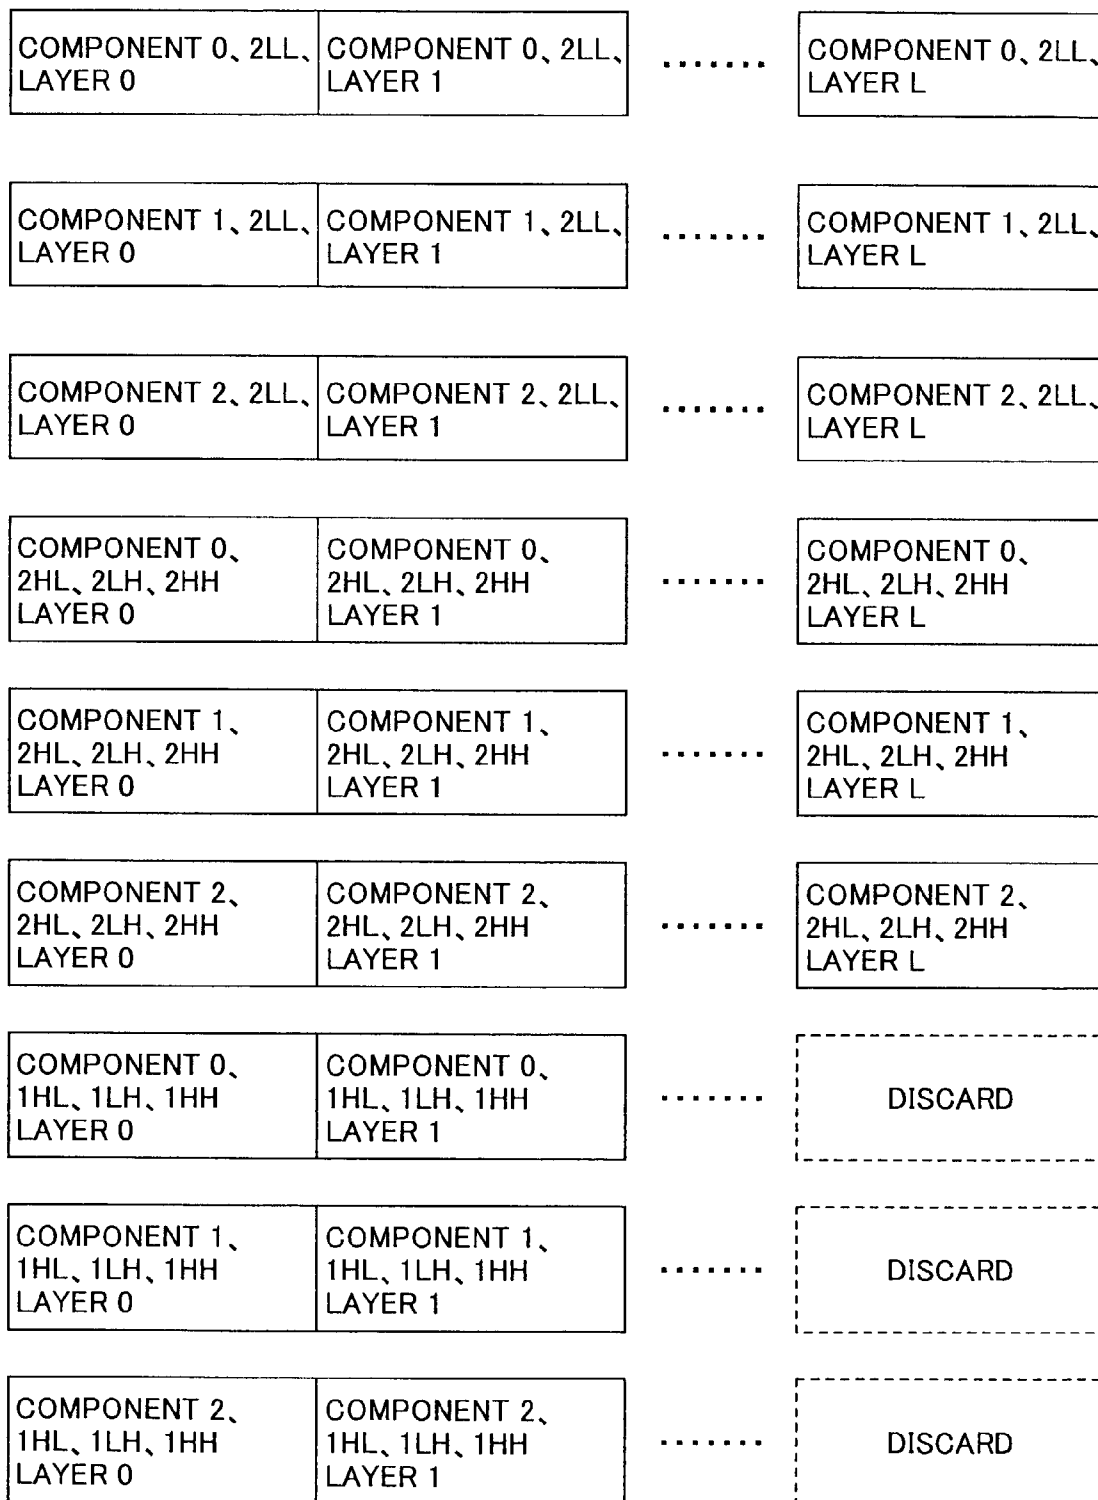 COMPONENT 0、2LL、
LAYER 0
COMPONENT 0、2LL、
LAYER 1
.......
COMPONENT 0、2LL、
LAYER L
COMPONENT 1、2LL、
LAYER 0
COMPONENT 1、2LL、
LAYER 1
.......
COMPONENT 1、2LL、
LAYER L
COMPONENT 2、2LL、
LAYER 0
COMPONENT 2、2LL、
LAYER 1
.......
COMPONENT 2、2LL、
LAYER L
COMPONENT 0、
2HL、2LH、2HH
LAYER 0
COMPONENT 0、
2HL、2LH、2HH
LAYER 1
.......
COMPONENT 0、
2HL、2LH、2HH
LAYER L
COMPONENT 1、
2HL、2LH、2HH
LAYER 0
COMPONENT 1、
2HL、2LH、2HH
LAYER 1
.......
COMPONENT 1、
2HL、2LH、2HH
LAYER L
COMPONENT 2、
2HL、2LH、2HH
LAYER 0
COMPONENT 2、
2HL、2LH、2HH
LAYER 1
.......
COMPONENT 2、
2HL、2LH、2HH
LAYER L
COMPONENT 0、
1HL、1LH、1HH
LAYER 0
COMPONENT 0、
1HL、1LH、1HH
LAYER 1
.......
DISCARD
COMPONENT 1、
1HL、1LH、1HH
LAYER 0
COMPONENT 1、
1HL、1LH、1HH
LAYER 1
.......
DISCARD
COMPONENT 2、
1HL、1LH、1HH
LAYER 0
COMPONENT 2、
1HL、1LH、1HH
LAYER 1
.......
DISCARD